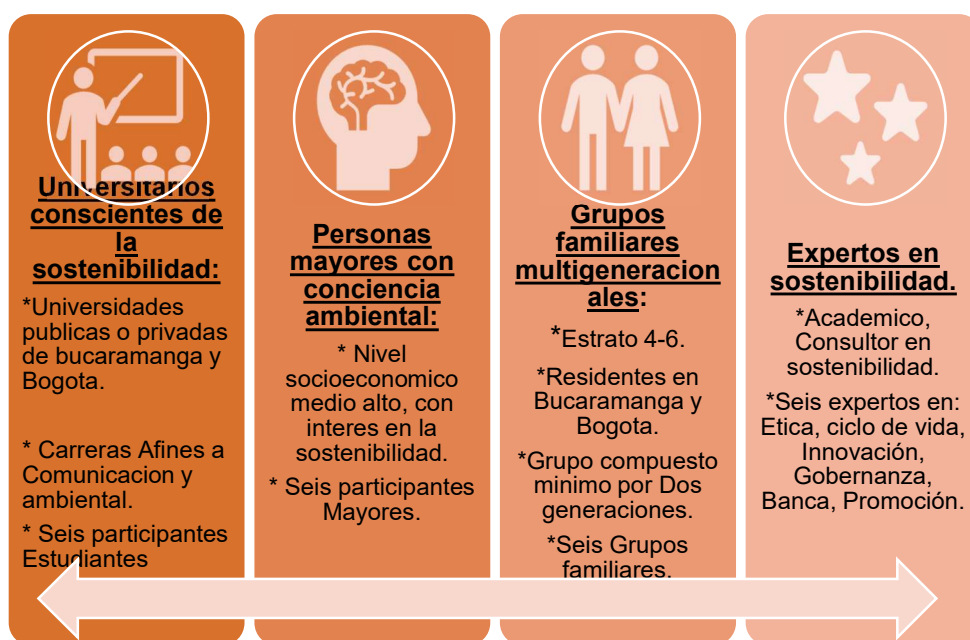 Universitarios
conscientes de
la
sostenibilidad:
*Universidades
publicas o privadas
de bucaramanga y
Bogota.
* Carreras Afines a
Comunicacion y
ambiental.
* Seis participantes
Estudiantes
Personas
mayores con
conciencia
ambiental:
* Nivel
socioeconomico
medio alto, con
interes en la
sostenibilidad.
* Seis participantes
Mayores.
Grupos
familiares
multigeneracion
ales:
*Estrato 4-6.
*Residentes en
Bucaramanga y
Bogota.
*Grupo compuesto
minimo por Dos
generaciones.
*Seis Grupos
familiares.
Expertos en
sostenibilidad.
*Academico,
Consultor en
sostenibilidad.
*Seis expertos en:
Etica, ciclo de vida,
Innovación,
Gobernanza,
Banca, Promoción.